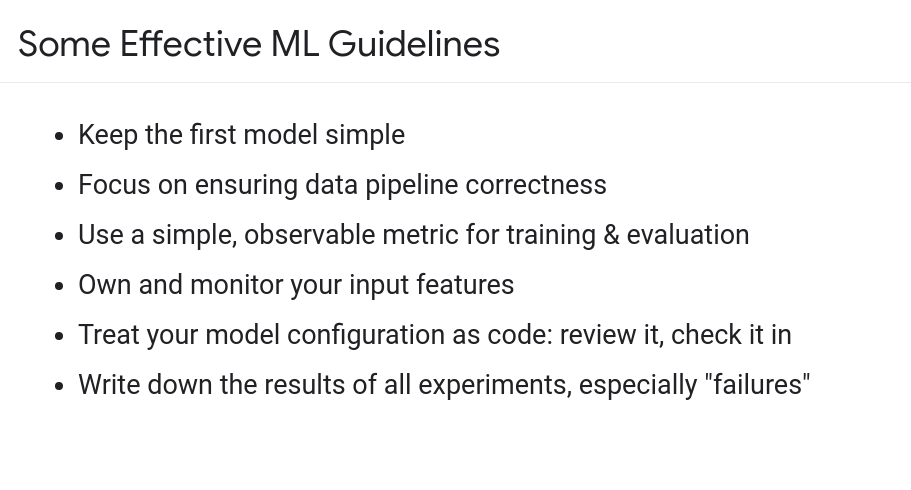 Some Effective ML Guidelines
• Keep the first model simple
• Focus on ensuring data pipeline correctness
• Use a simple, observable metric for training & evaluation
• Own and monitor your input features
• Treat your model configuration as code: review it, check it in
• Write down the results of all experiments, especially "failures"